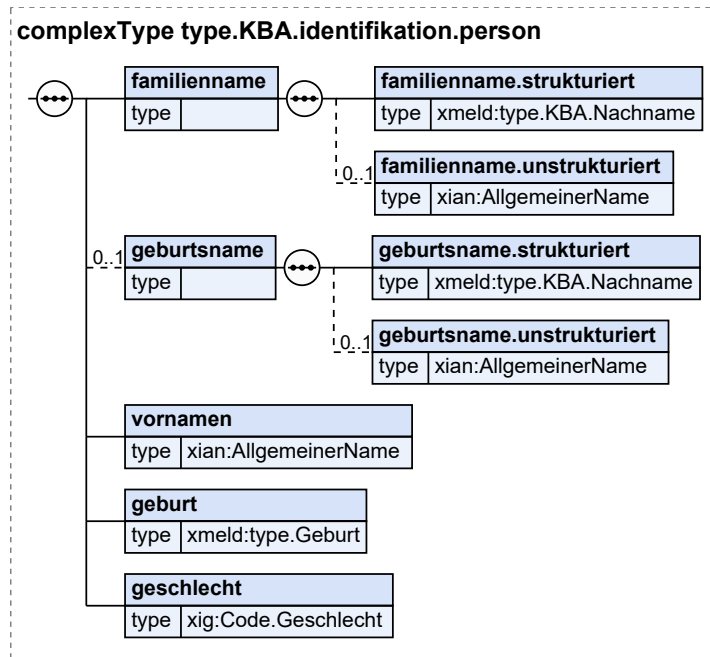 complexType type.KBA.identifikation.person
familienname
type
familienname.strukturiert
type xmeld:type.KBA.Nachname
0..1
familienname.unstrukturiert
type xian:AllgemeinerName
0..1
geburtsname
type
geburtsname.strukturiert
type xmeld:type.KBA.Nachname
0..1
geburtsname.unstrukturiert
type xian:AllgemeinerName
vornamen
type xian:AllgemeinerName
geburt
type xmeld:type.Geburt
geschlecht
type xig:Code.Geschlecht